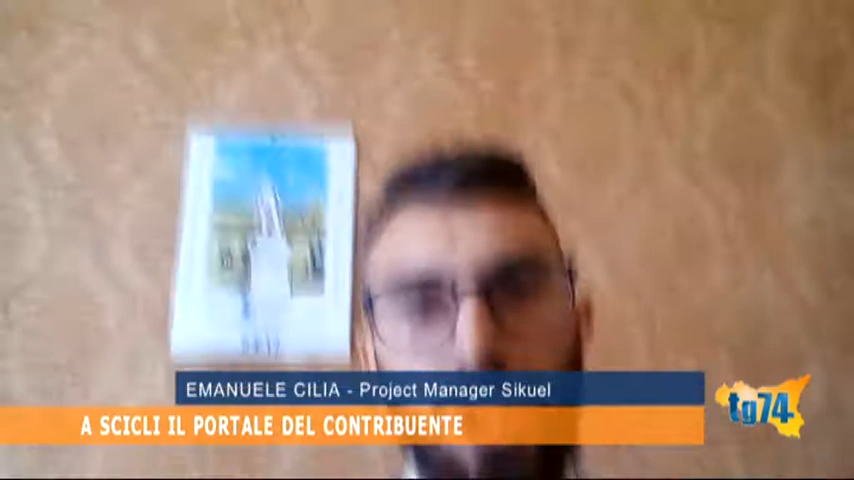 EMANUELE CILIA - Project Manager Sikuel
A SCICLI IL PORTALE DEL CONTRIBUENTE
tg74